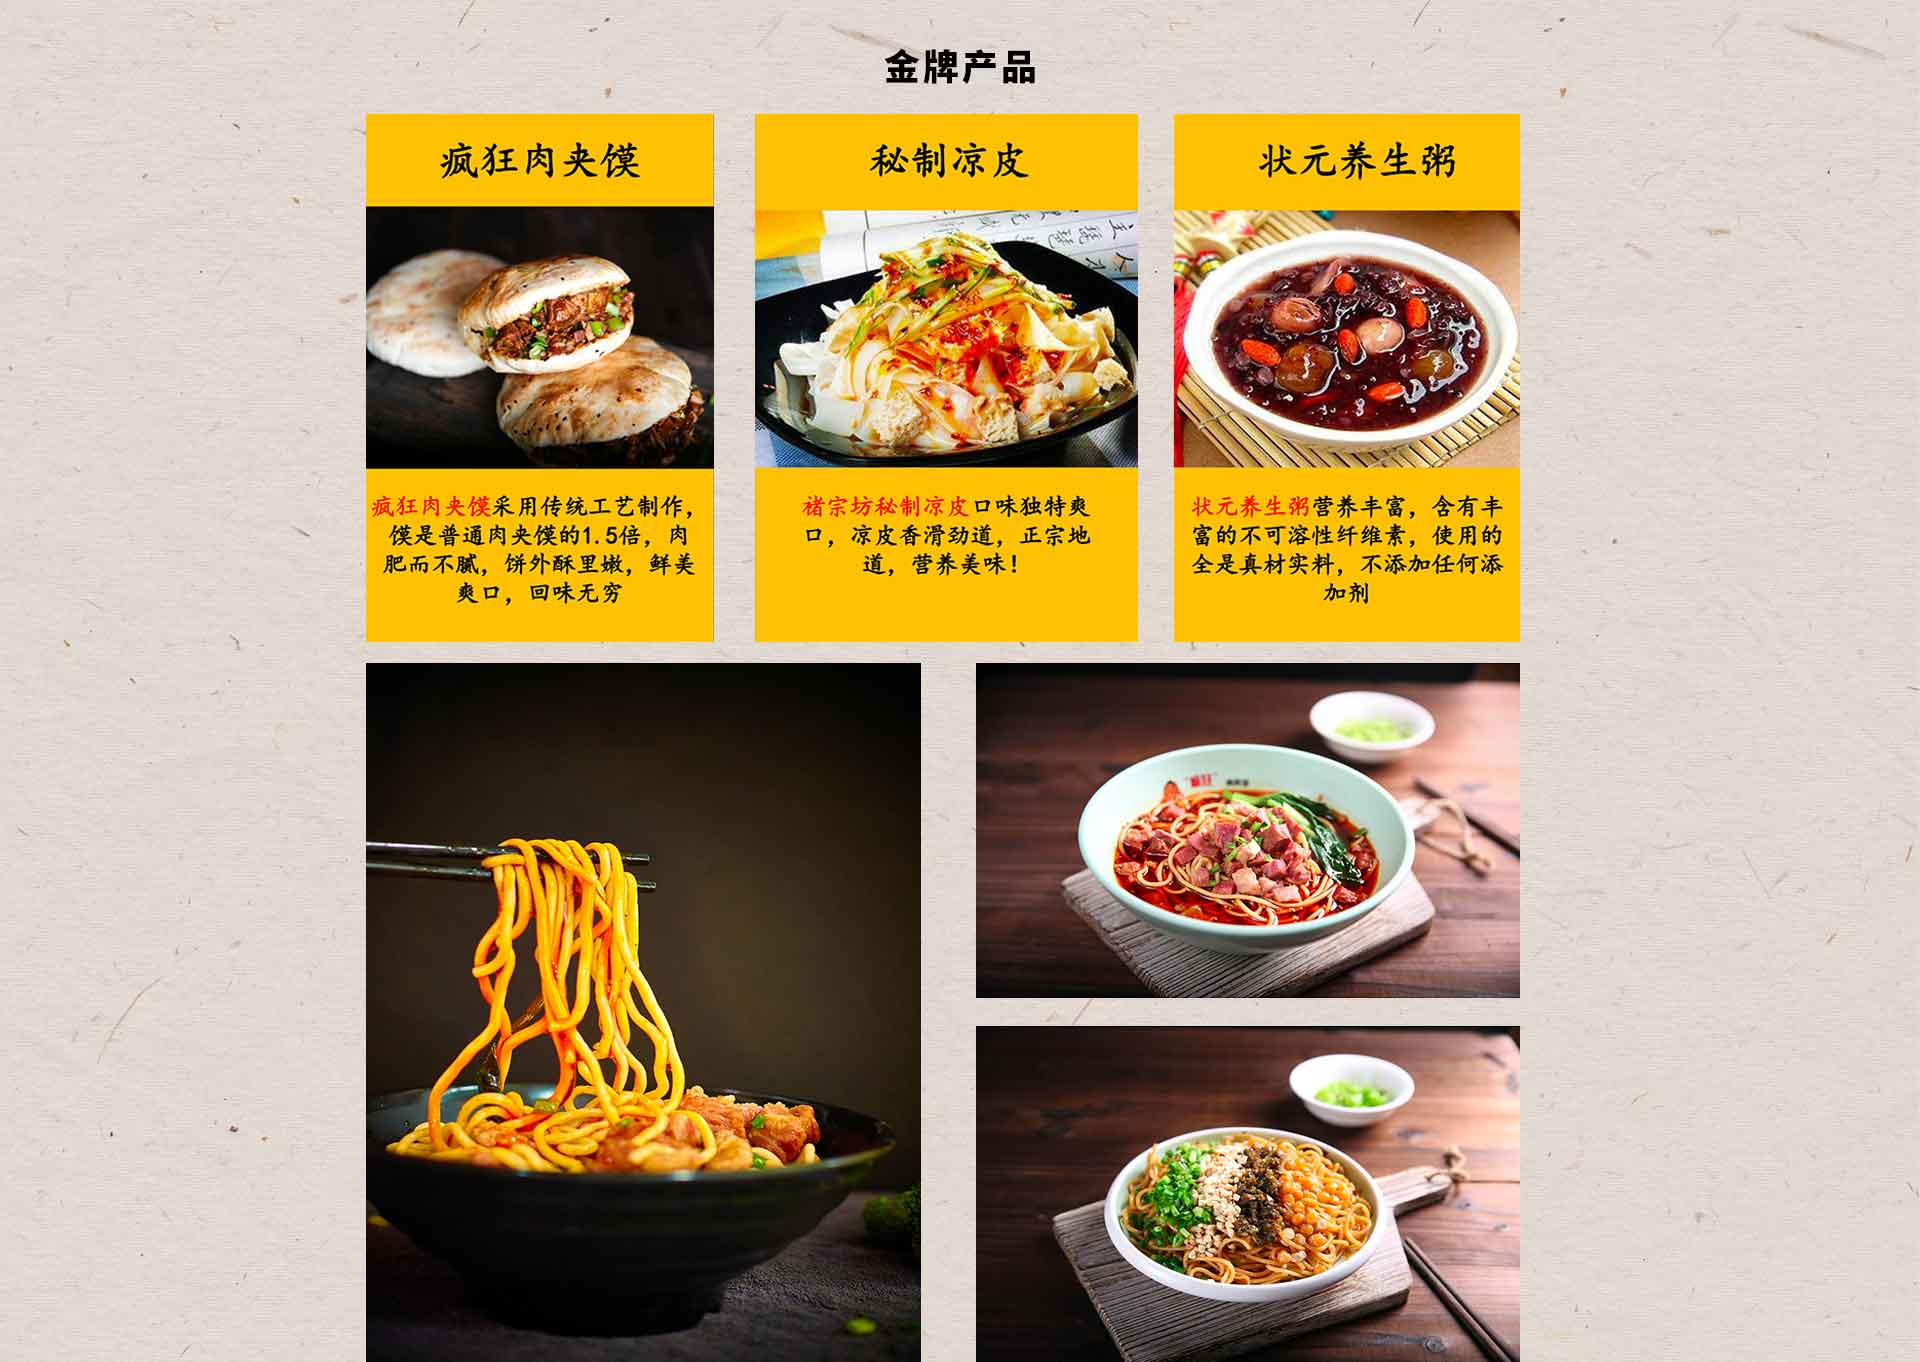 金牌产品
疯狂肉夹馍
秘制凉皮
状元养生粥
疯狂肉夹馍采用传统工艺制作，
馍是普通肉夹馍的1.5倍，肉
肥而不腻，饼外酥里嫩，鲜美
爽口，回味无穷
褚宗坊秘制凉皮口味独特爽
口，凉皮香滑劲道，正宗地
道，营养美味！
状元养生粥营养丰富，含有丰
富的不可溶性纤维素，使用的
全是真材实料，不添加任何添
加剂